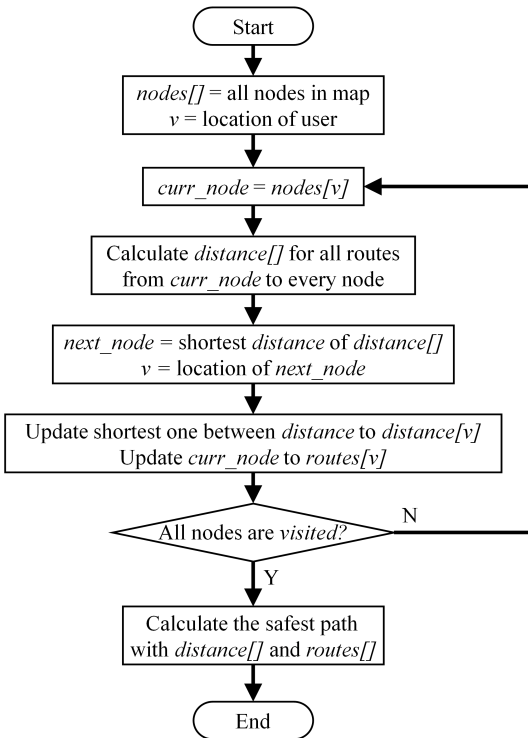 Start
nodes[] = all nodes in map
v = location of user
curr_node = nodes[v]
Calculate distance[] for all routes
from curr_node to every node
next_node = shortest distance of distance[]
v = location of next_node
Update shortest one between distance to distance[v]
Update curr_node to routes[v]
All nodes are visited?
N
Y
Calculate the safest path
with distance[] and routes[]
End